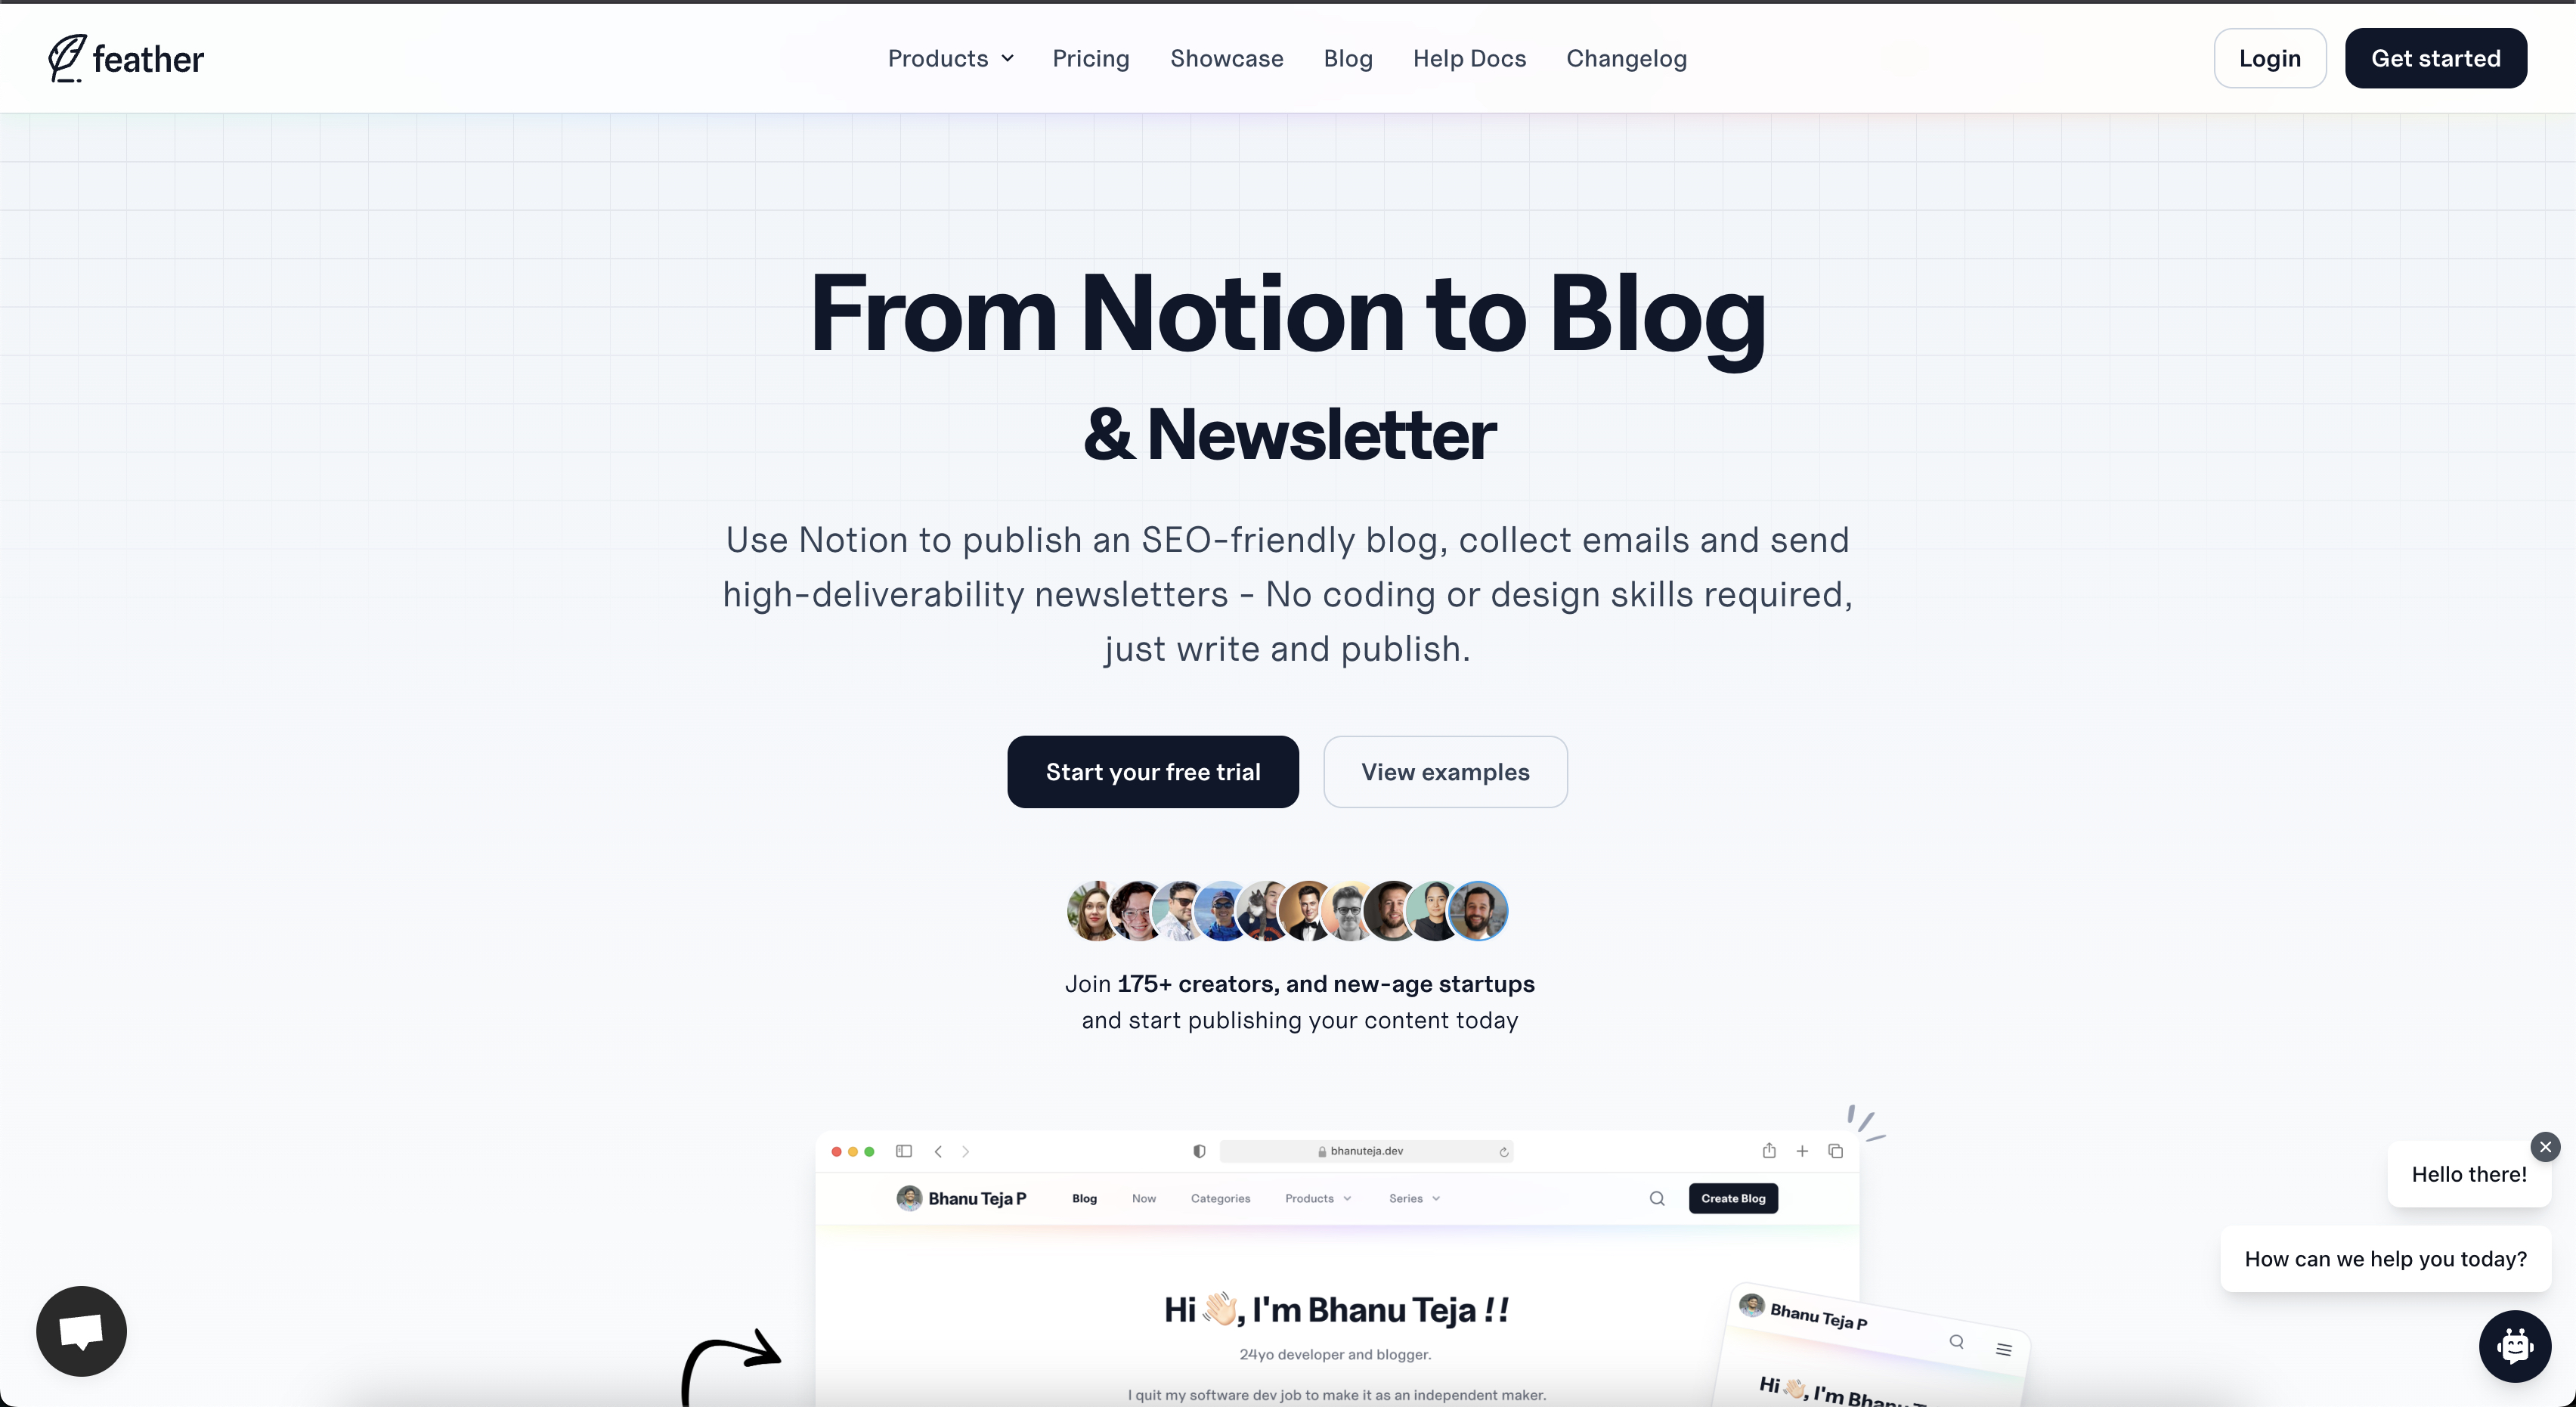 feather
Products Pricing Showcase Blog Help Docs Changelog
Login Get started
From Notion to Blog
& Newsletter
Use Notion to publish an SEO-friendly blog, collect emails and send
high-deliverability newsletters - No coding or design skills required,
just write and publish.
Start your free trial View examples
Join 175+ creators, and new-age startups
and start publishing your content today
bhanuteja.dev
Bhanu Teja P Blog Now Categories Products Series Create Blog
Hi 👋🏻, I'm Bhanu Teja !!
24yo developer and blogger.
I quit my software dev job to make it as an independent maker.
Bhanu Teja P
Hi 👋🏻, I'm Bhanu
Hello there!
How can we help you today?